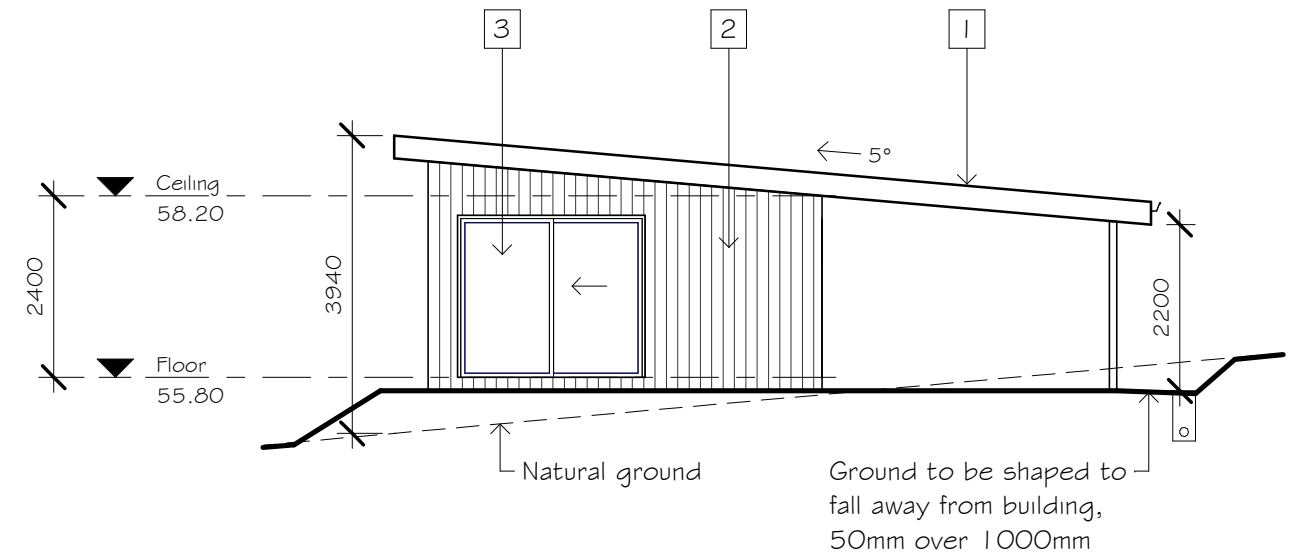 3
2
1
5°
Ceiling
58.20
2400
3940
2200
Floor
55.80
Natural ground
Ground to be shaped to
fall away from building,
50mm over 1000mm